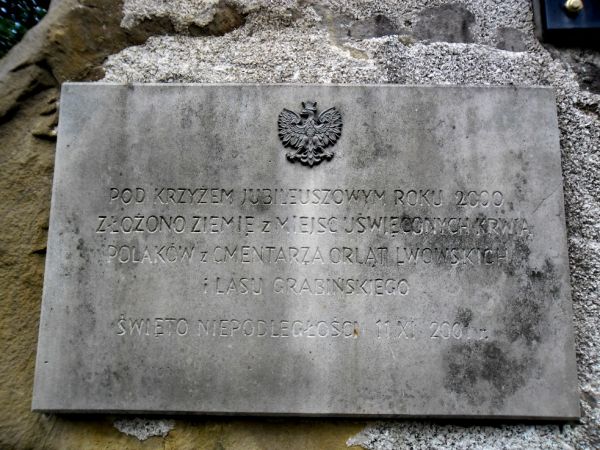 POD KRZYŻEM JUBILEUSZOWYM ROKU 2000
ZŁOŻONO ZIEMIĘ z MIEJSC UŚWIĘCONYCH KRWIĄ
POLAKÓW z CMENTARZA ORLĄT LWOWSKICH
i LASU GRABIŃSKIEGO
ŚWIĘTO NIEPODLEGŁOŚCI 11 XI 2001 r.